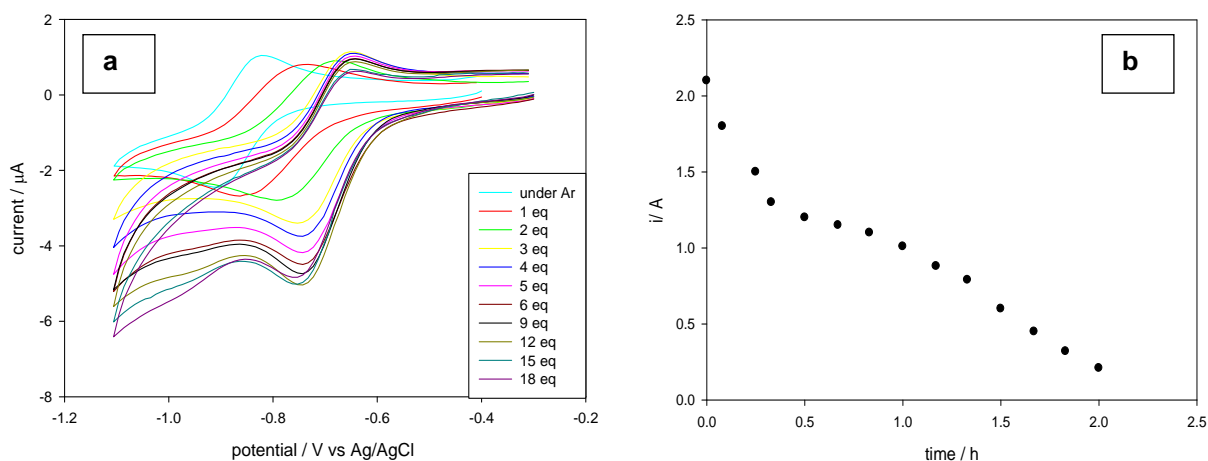 a
2
0
-2
-4
-6
-8
current / μA
-1.2 -1.0 -0.8 -0.6 -0.4 -0.2
potential / V vs Ag/AgCl
under Ar
1 eq
2 eq
3 eq
4 eq
5 eq
6 eq
9 eq
12 eq
15 eq
18 eq
b
2.5
2.0
1.5
1.0
0.5
0.0
i/ A
0.0 0.5 1.0 1.5 2.0 2.5
time / h